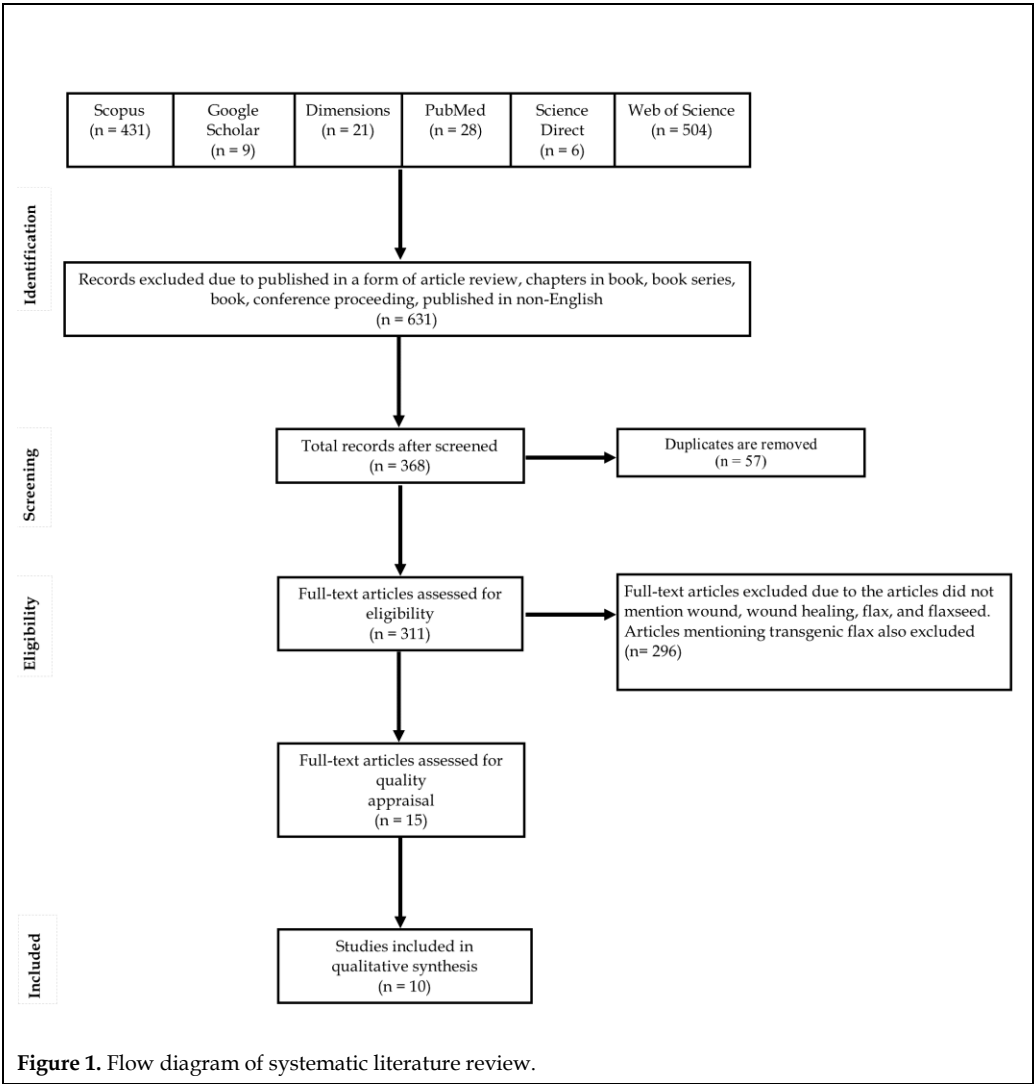 Scopus
(n = 431)
Google
Scholar
(n = 9)
Dimensions
(n = 21)
PubMed
(n = 28)
Science
Direct
(n = 6)
Web of Science
(n = 504)
Identification
Records excluded due to published in a form of article review, chapters in book, book series,
book, conference proceeding, published in non-English
(n = 631)
Screening
Total records after screened
(n = 368)
Duplicates are removed
(n = 57)
Eligibility
Full-text articles assessed for
eligibility
(n = 311)
Full-text articles excluded due to the articles did not
mention wound, wound healing, flax, and flaxseed.
Articles mentioning transgenic flax also excluded
(n= 296)
Full-text articles assessed for
quality
appraisal
(n = 15)
Included
Studies included in
qualitative synthesis
(n = 10)
Figure 1. Flow diagram of systematic literature review.